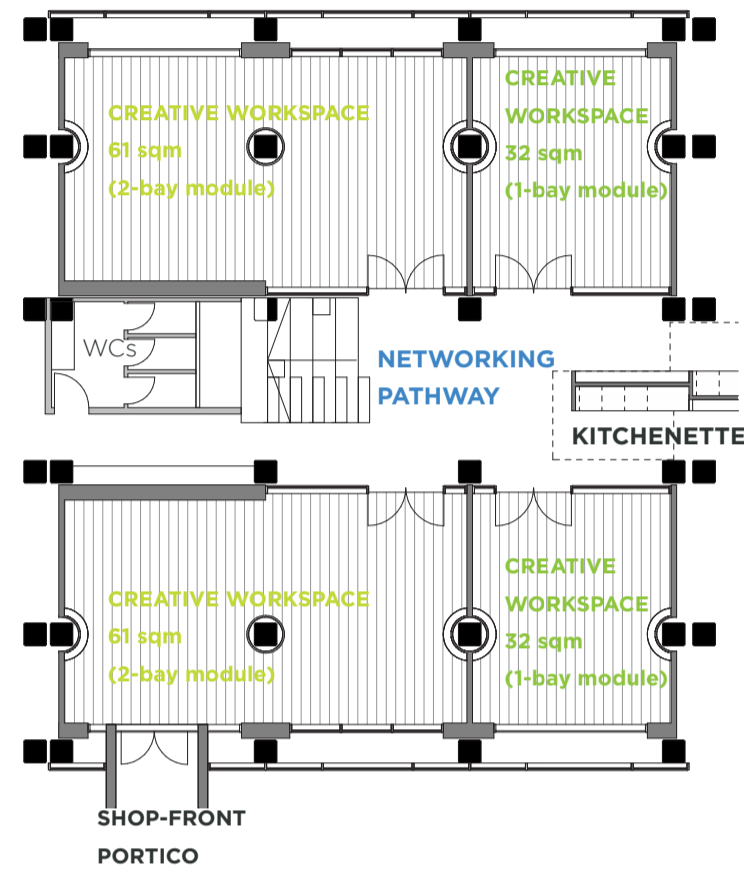 CREATIVE WORKSPACE
61 sqm
(2-bay module)
CREATIVE
WORKSPACE
32 sqm
(1-bay module)
WCs
NETWORKING
PATHWAY
KITCHENETTE
CREATIVE WORKSPACE
61 sqm
(2-bay module)
CREATIVE
WORKSPACE
32 sqm
(1-bay module)
SHOP-FRONT
PORTICO